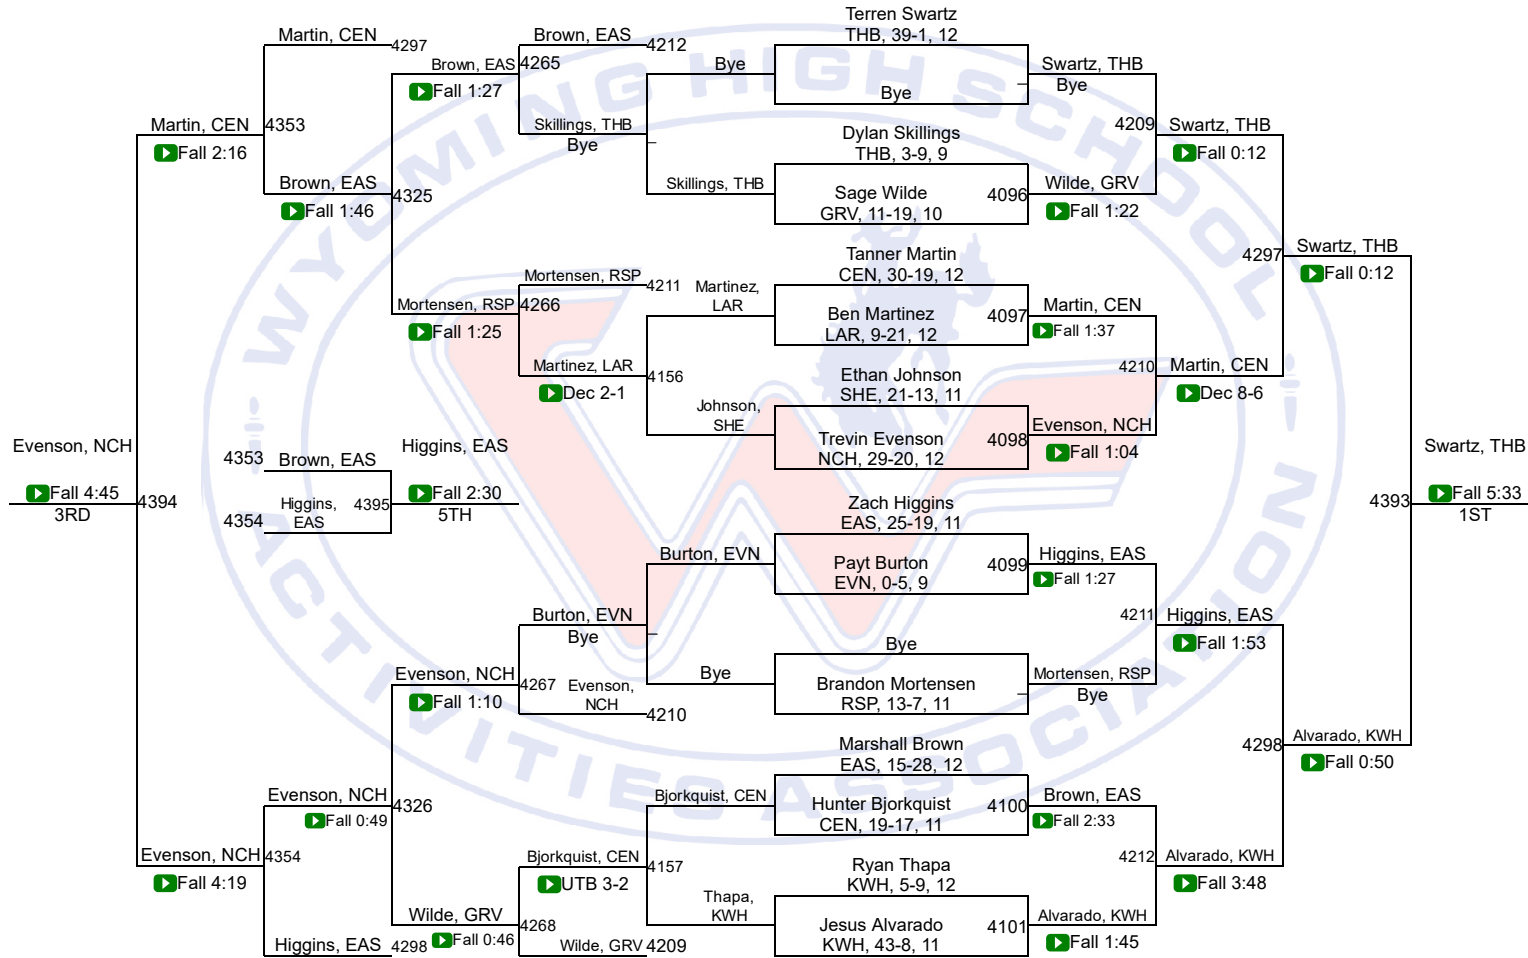 WYOMING HIGH SCHOOL
ACTIVITIES ASSOCIATION
Martin, CEN
4297
Brown, EAS
Fall 1:27
Brown, EAS
4212
4265
Skillings, THB
Bye
Bye
Terren Swartz
THB, 39-1, 12
Bye
Swartz, THB
Bye
Martin, CEN
Fall 2:16
4353
Brown, EAS
Fall 1:46
4325
Skillings, THB
Dylan Skillings
THB, 3-9, 9
Sage Wilde
GRV, 11-19, 10
4096
Wilde, GRV
Fall 1:22
4209
Swartz, THB
Fall 0:12
Mortensen, RSP
Fall 1:25
Mortensen, RSP
4211
4266
Martinez, LAR
Dec 2-1
4156
Martinez,
LAR
Tanner Martin
CEN, 30-19, 12
Ben Martinez
LAR, 9-21, 12
4097
Martin, CEN
Fall 1:37
4297
Swartz, THB
Fall 0:12
Johnson,
SHE
Ethan Johnson
SHE, 21-13, 11
Trevin Evenson
NCH, 29-20, 12
4098
Evenson, NCH
Fall 1:04
4210
Martin, CEN
Dec 8-6
Evenson, NCH
Fall 4:45
3RD
4394
4353
Brown, EAS
4354
Higgins,
EAS
4395
Higgins, EAS
Fall 2:30
5TH
4393
Swartz, THB
Fall 5:33
1ST
Burton, EVN
Zach Higgins
EAS, 25-19, 11
Payt Burton
EVN, 0-5, 9
4099
Higgins, EAS
Fall 1:27
Burton, EVN
Bye
4211
Higgins, EAS
Fall 1:53
Evenson, NCH
Fall 1:10
4267
Evenson,
NCH
4210
Bye
Bye
Brandon Mortensen
RSP, 13-7, 11
Mortensen, RSP
Bye
4298
Alvarado, KWH
Fall 0:50
Evenson, NCH
Fall 0:49
4326
Bjorkquist, CEN
Marshall Brown
EAS, 15-28, 12
Hunter Bjorkquist
CEN, 19-17, 11
4100
Brown, EAS
Fall 2:33
Evenson, NCH
Fall 4:19
4354
Bjorkquist, CEN
UTB 3-2
4157
4212
Alvarado, KWH
Fall 3:48
Thapa,
KWH
Ryan Thapa
KWH, 5-9, 12
Jesus Alvarado
KWH, 43-8, 11
4101
Alvarado, KWH
Fall 1:45
Higgins, EAS
4298
Wilde, GRV
Fall 0:46
4268
Wilde, GRV
4209